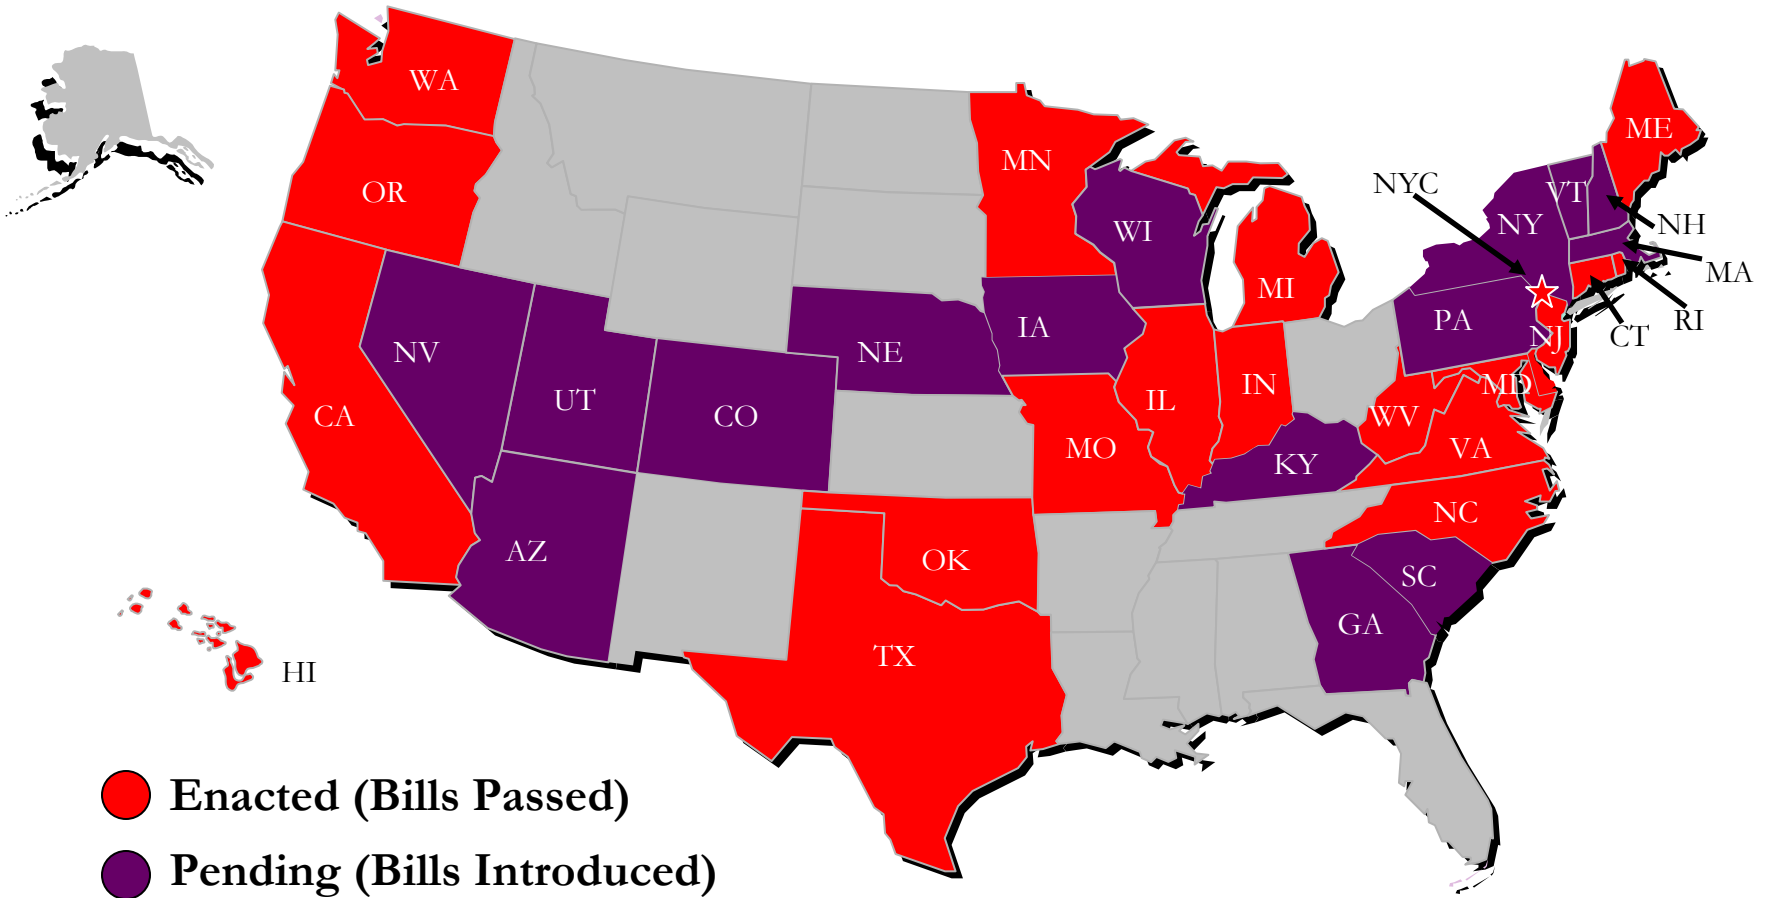 WA
ME
MN
OR
NYC
VT
NY
NH
WI
MA
MI
IA
PA
RI
NJ
CT
NV
NE
UT
CO
IL
IN
MD
CA
WV
MO
KY
VA
NC
AZ
OK
SC
GA
TX
HI
Enacted (Bills Passed)
Pending (Bills Introduced)